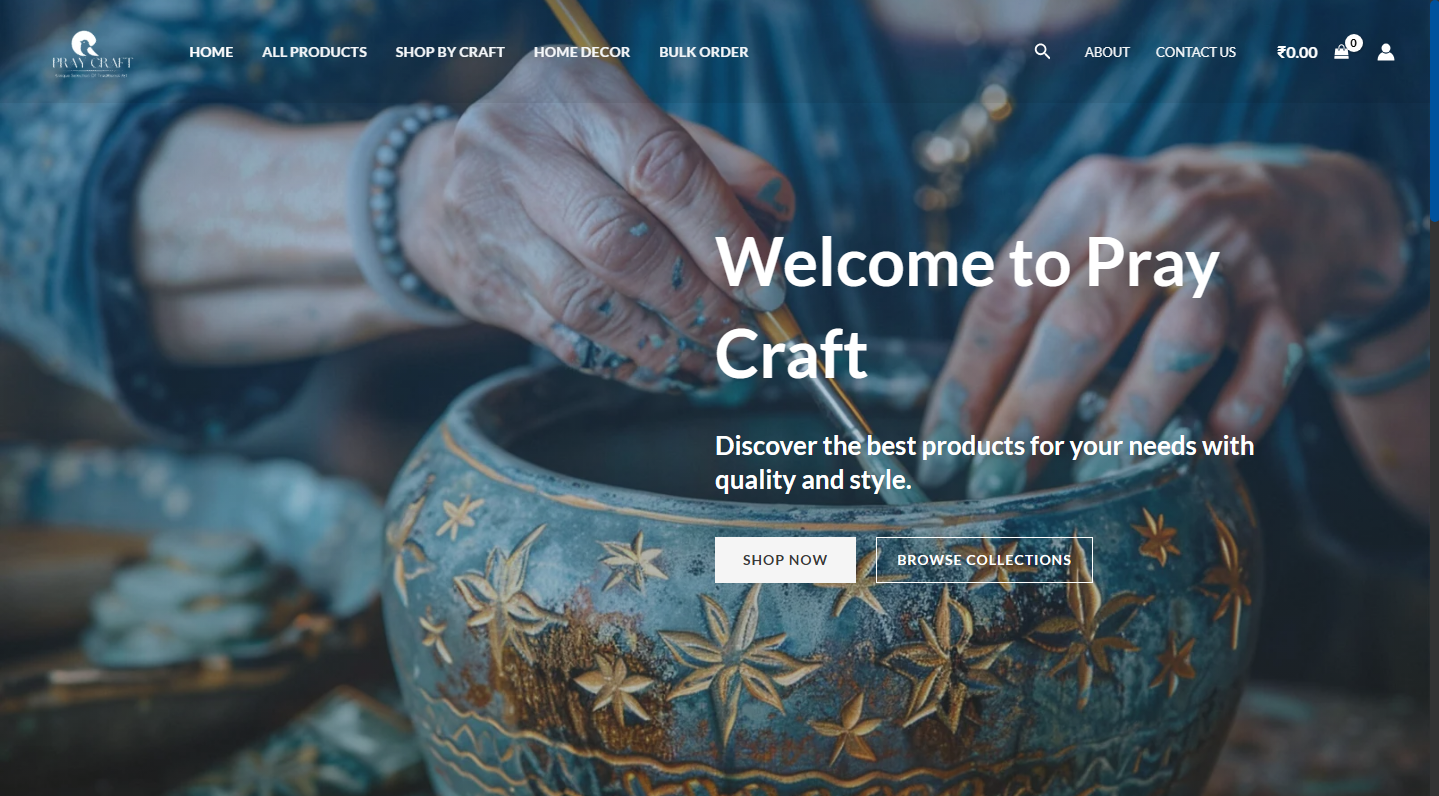 PRAY CRAFT
HOME
ALL PRODUCTS
SHOP BY CRAFT
HOME DECOR
BULK ORDER
ABOUT
CONTACT US
₹0.00
0
Welcome to Pray
Craft
Discover the best products for your needs with
quality and style.
SHOP NOW
BROWSE COLLECTIONS